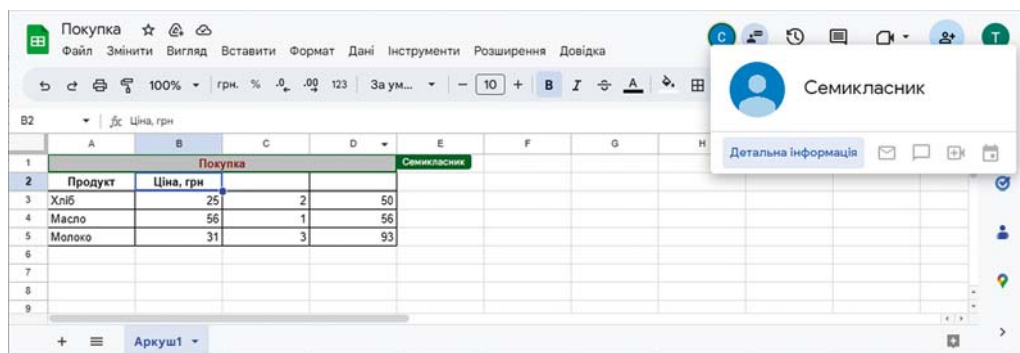 Покупка
Файл Змінити Вигляд Вставити Формат Дані Інструменти Розширення Довідка
С Т
100% грн. % .0 .00 123 За ум... − 10 + B I S A
Семикласник
B2 fx Ціна, грн
Детальна інформація
A B C D E F G H
1 Покупка Семикласник
2 Продукт Ціна, грн
3 Хліб 25 2 50
4 Масло 56 1 56
5 Молоко 31 3 93
6
7
8
9
+ Аркуш1